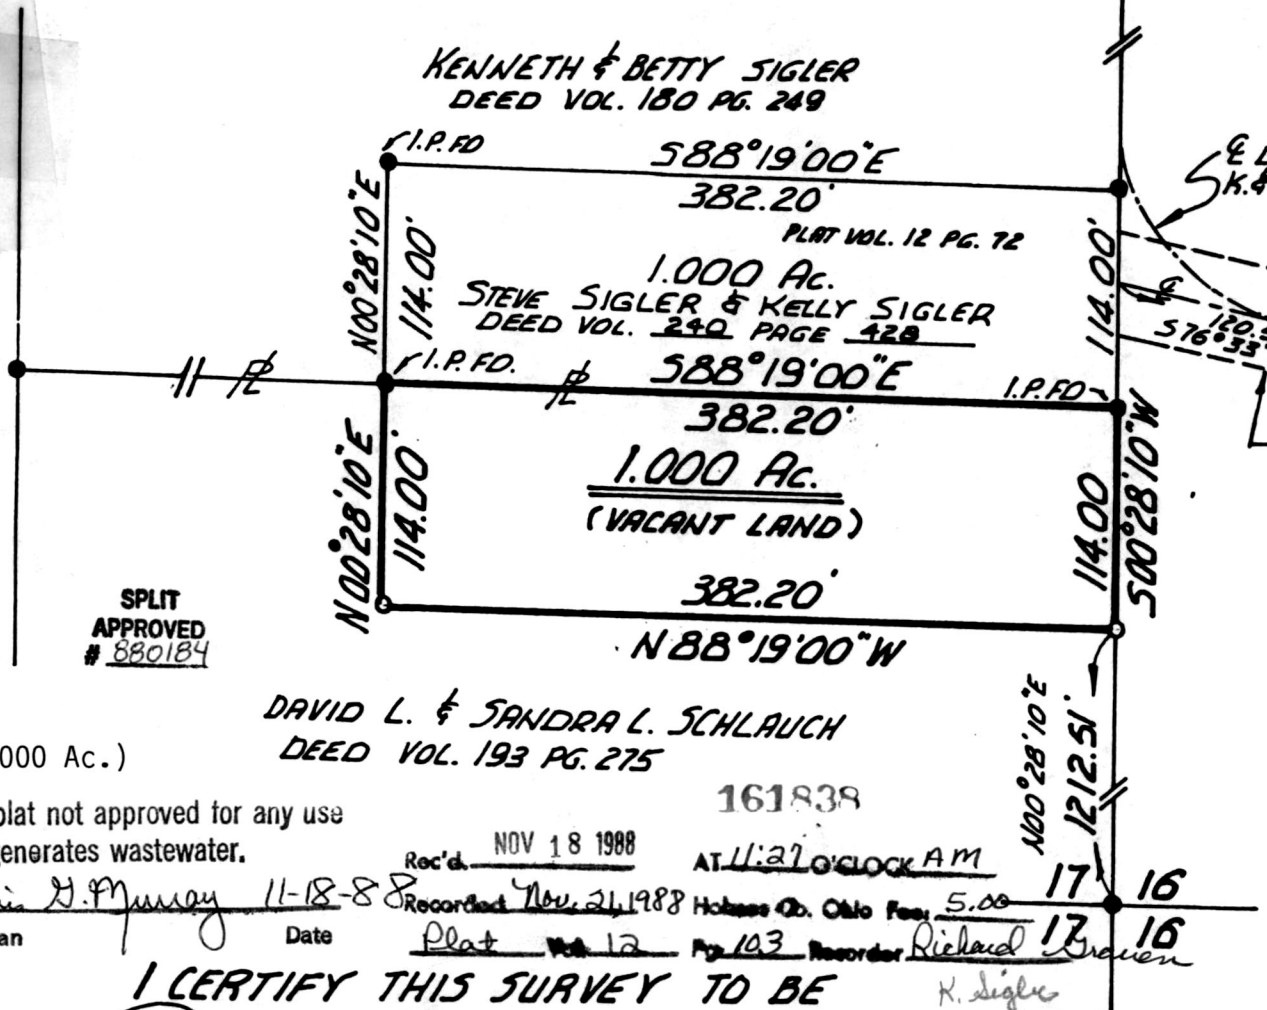 KENNETH & BETTY SIGLER
DEED VOL. 180 PG. 249
I.P. FD
S88°19'00"E
382.20'
PLAT VOL. 12 PG. 72
N00°28'10"E
114.00'
114.00'
1.000 Ac.
STEVE SIGLER & KELLY SIGLER
DEED VOL. 240 PAGE 428
℄
K.&
℄
120.
S76°33'
I.P. FD.
℄
S88°19'00"E
I.P. FD
382.20'
1.000 Ac.
(VACANT LAND)
N00°28'10"E
114.00'
114.00
S00°28'10"W
382.20'
N88°19'00"W
SPLIT
APPROVED
# 880184
DAVID L. & SANDRA L. SCHLAUCH
DEED VOL. 193 PG. 275
N00°28'10"E
1212.51'
000 Ac.)
161838
plat not approved for any use
enerates wastewater.
Rec'd. NOV 18 1988 AT 11:27 O'CLOCK AM
G. Murray 11-18-88
Recorded Nov. 21, 1988 Holmes Co. Ohio Fee: 5.00
an Date
Plat Vol. 12 Pg. 103 Recorder Richard Graven
17 16
17 16
K. Sigler
I CERTIFY THIS SURVEY TO BE